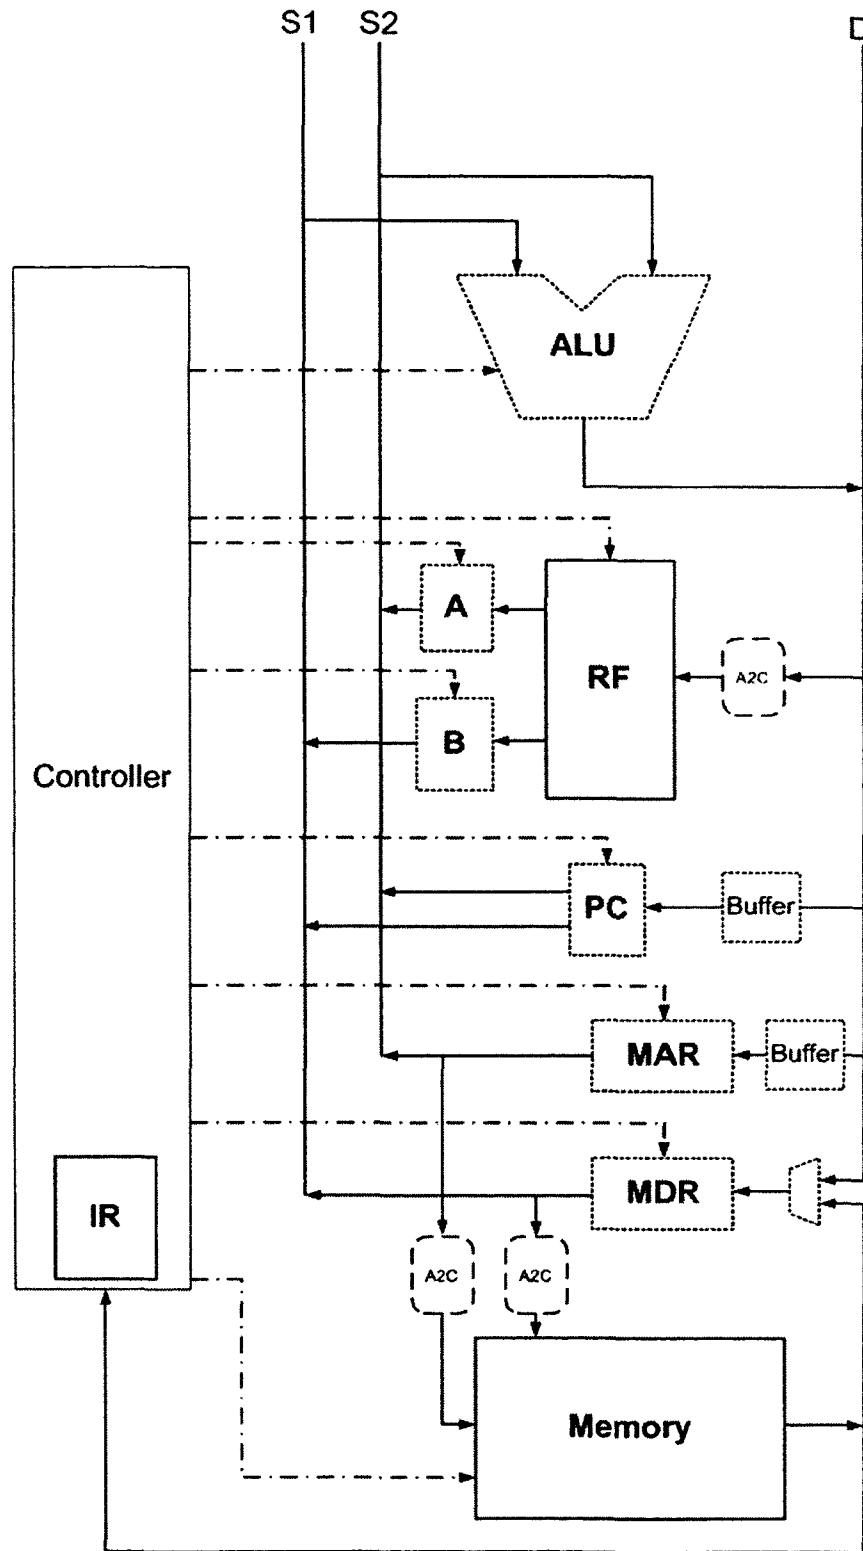 S1 S2 D
ALU
A
RF
A2C
B
Controller
PC
Buffer
MAR
Buffer
MDR
IR
A2C
A2C
Memory